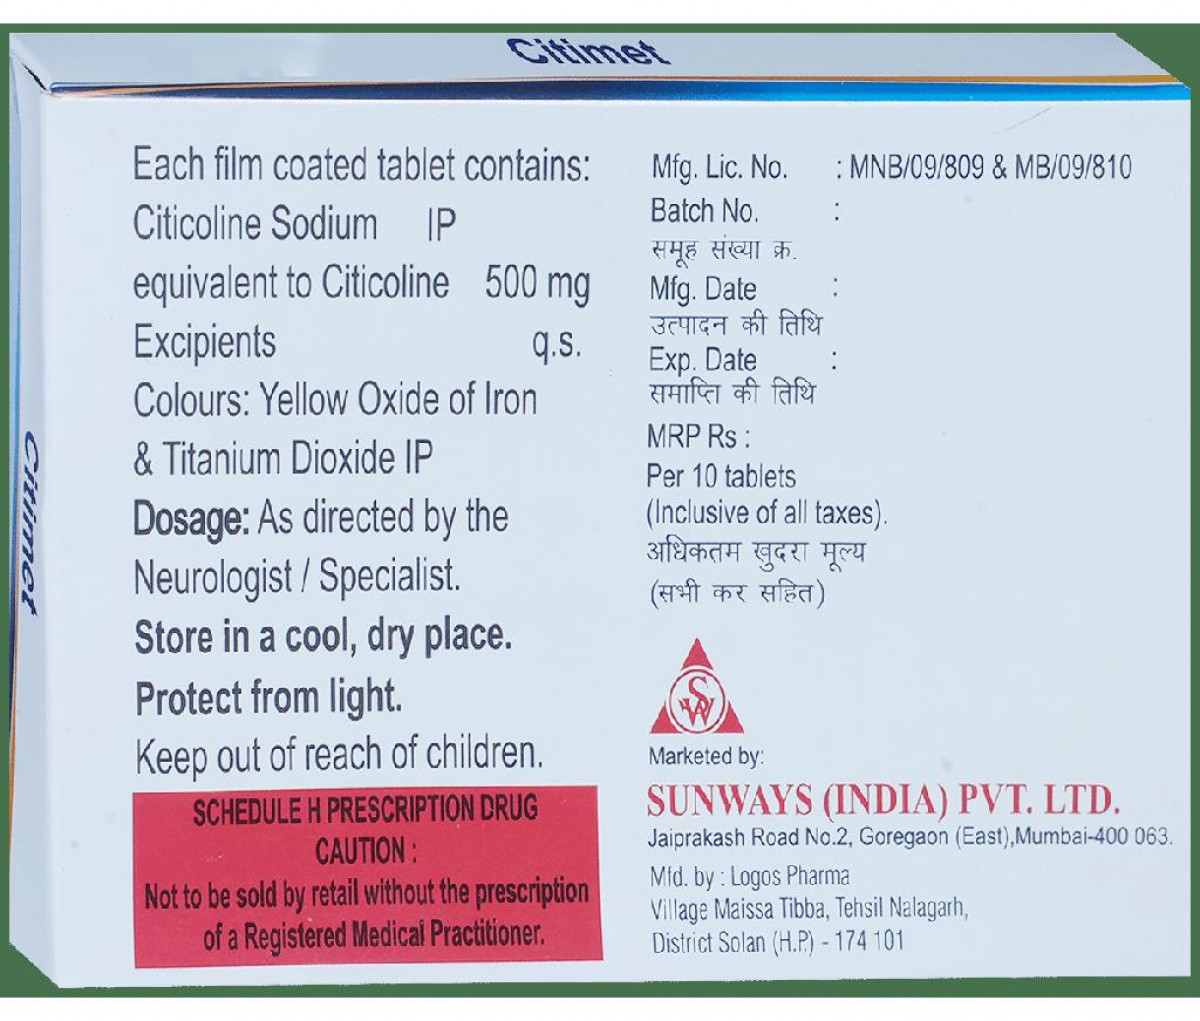 Citimet
Citimet
Each film coated tablet contains:
Citicoline Sodium IP
equivalent to Citicoline 500 mg
Excipients q.s.
Colours: Yellow Oxide of Iron
& Titanium Dioxide IP
Dosage: As directed by the
Neurologist / Specialist.
Store in a cool, dry place.
Protect from light.
Keep out of reach of children.
SCHEDULE H PRESCRIPTION DRUG
CAUTION :
Not to be sold by retail without the prescription
of a Registered Medical Practitioner.
Mfg. Lic. No. : MNB/09/809 & MB/09/810
Batch No. :
समूह संख्या क्र.
Mfg. Date :
उत्पादन की तिथि
Exp. Date :
समाप्ति की तिथि
MRP Rs :
Per 10 tablets
(Inclusive of all taxes).
अधिकतम खुदरा मूल्य
(सभी कर सहित)
SW
Marketed by:
SUNWAYS (INDIA) PVT. LTD.
Jaiprakash Road No.2, Goregaon (East),Mumbai-400 063.
Mfd. by : Logos Pharma
Village Maissa Tibba, Tehsil Nalagarh,
District Solan (H.P.) - 174 101